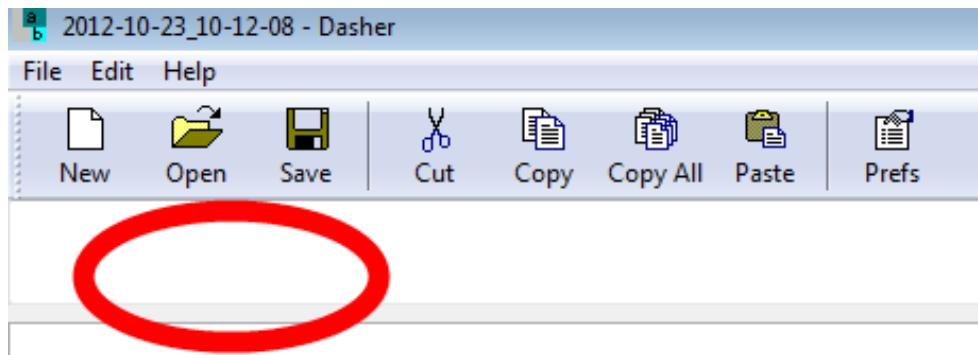 a
b
2012-10-23_10-12-08 - Dasher
File Edit Help
New Open Save Cut Copy Copy All Paste Prefs